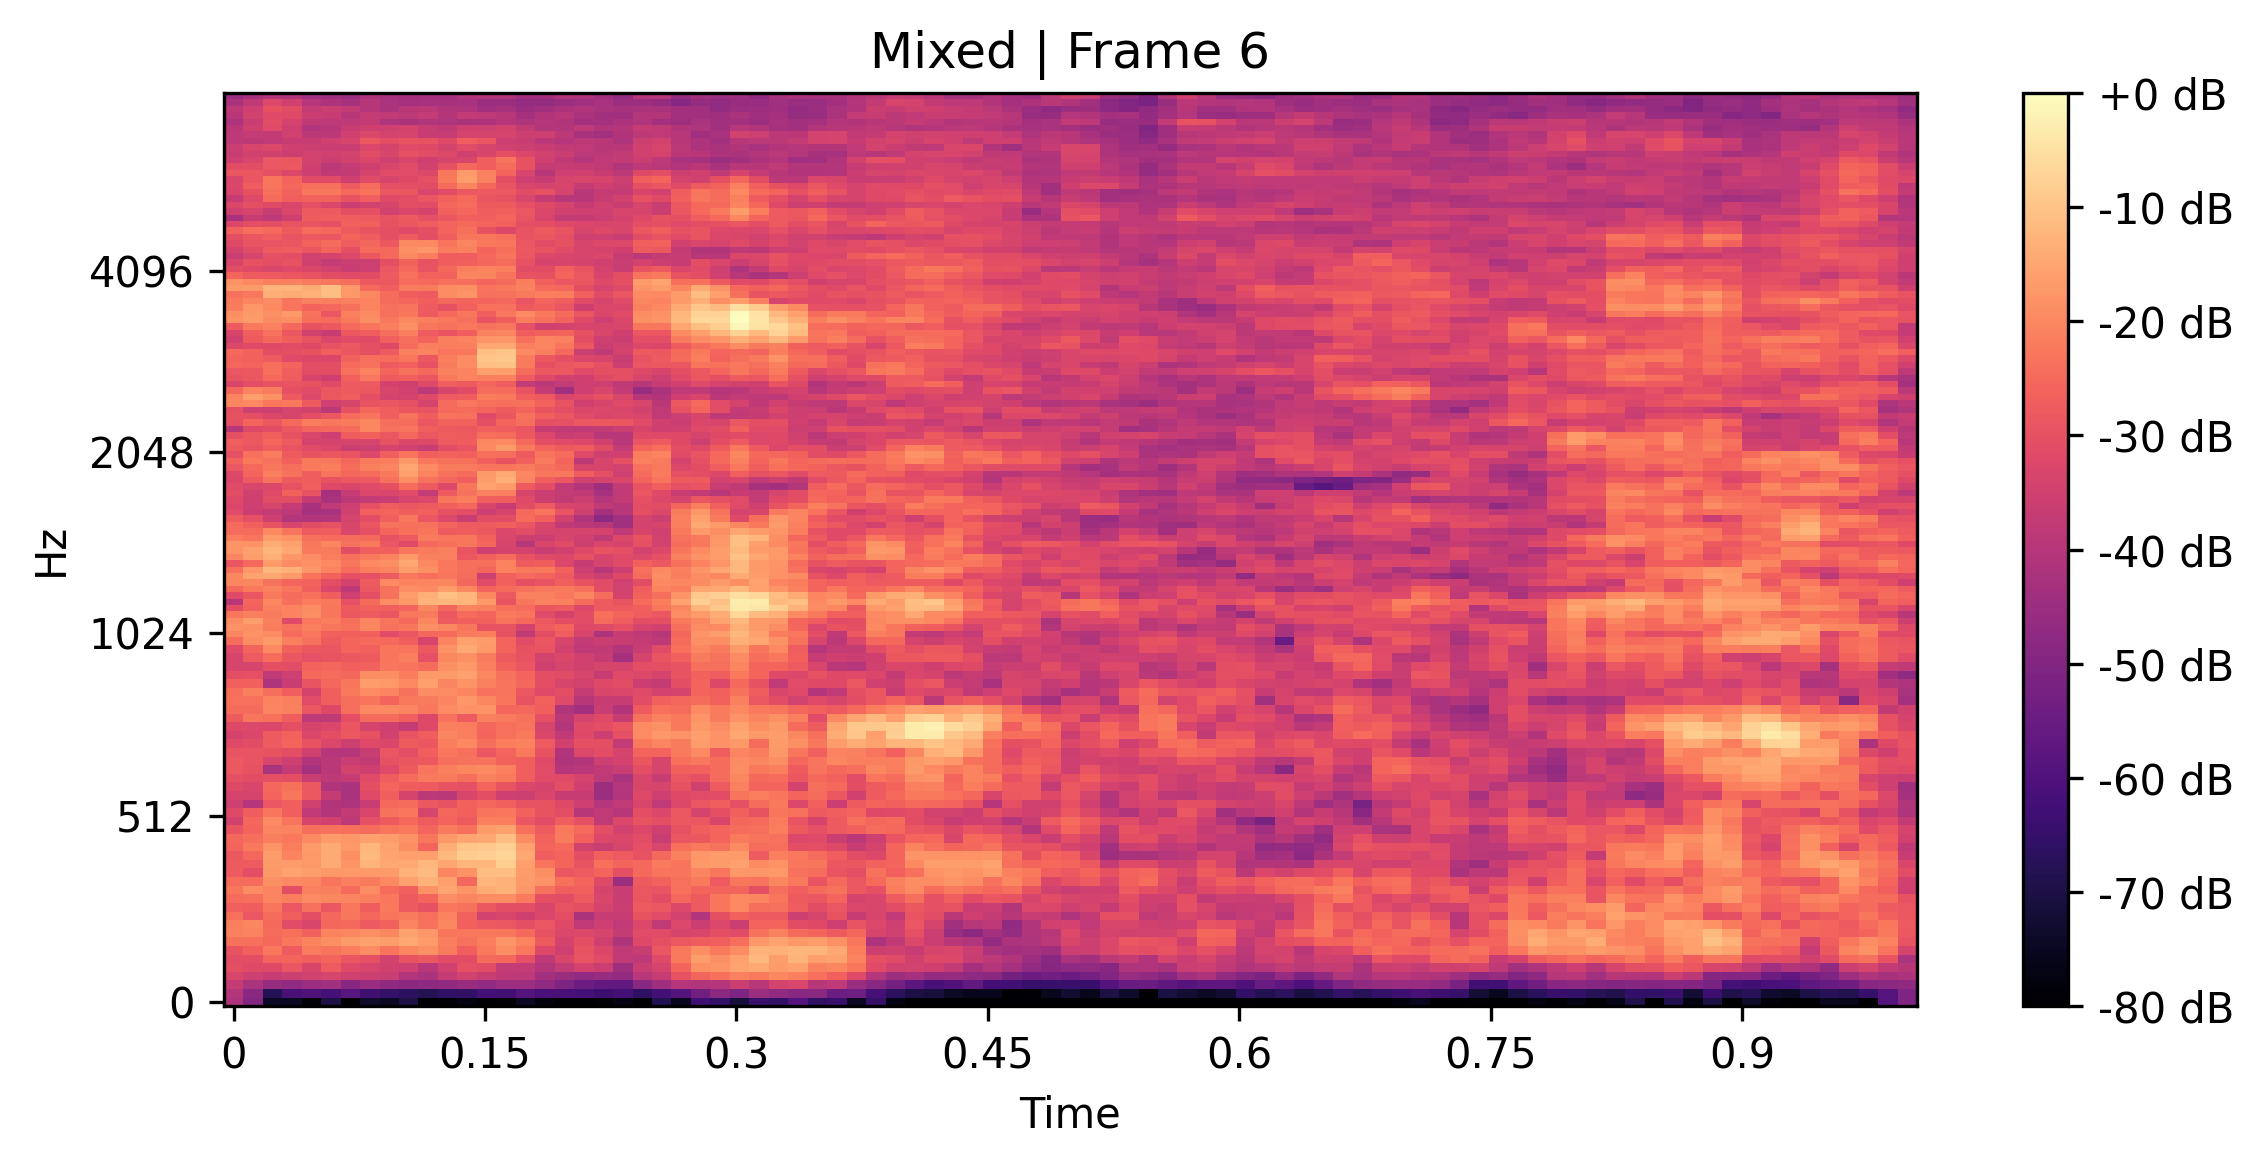 Mixed | Frame 6
+0 dB
-10 dB
-20 dB
-30 dB
-40 dB
-50 dB
-60 dB
-70 dB
-80 dB
4096
2048
1024
512
0
Hz
0 0.15 0.3 0.45 0.6 0.75 0.9
Time